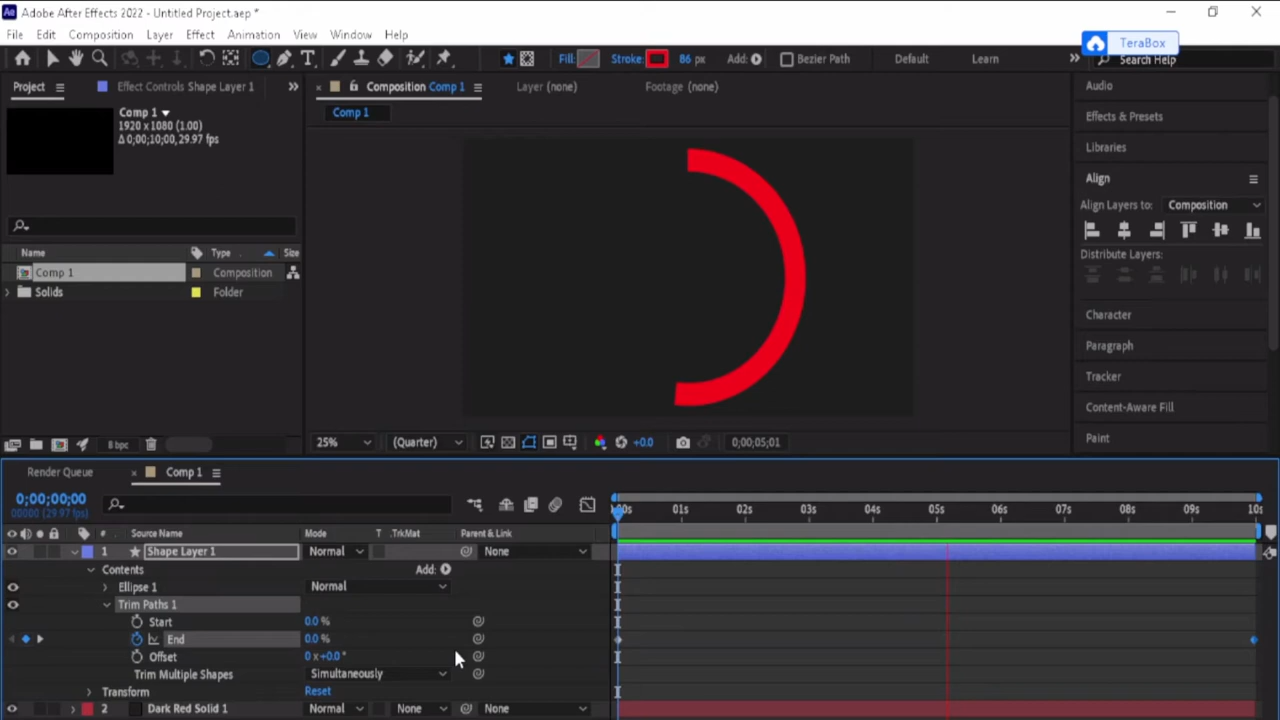 Ae Adobe After Effects 2022 - Untitled Project.aep *
File Edit Composition Layer Effect Animation View Window Help
TeraBox
Fill: Stroke: 86 px Add: Bezier Path Default Learn Search Help
Project Effect Controls Shape Layer 1
Composition Comp 1 Layer (none) Footage (none)
Comp 1
Comp 1
1920 x 1080 (1.00)
Δ 0;00;10;00, 29.97 fps
Name Type Size
Comp 1 Composition
Solids Folder
8 bpc
25% (Quarter) +0.0 0;00;05;01
Audio
Effects & Presets
Libraries
Align
Align Layers to: Composition
Distribute Layers:
Character
Paragraph
Tracker
Content-Aware Fill
Paint
Render Queue Comp 1
0;00;00;00
00000 (29.97 fps)
# Source Name Mode T .TrkMat Parent & Link
:00s 01s 02s 03s 04s 05s 06s 07s 08s 09s 10s
1 Shape Layer 1 Normal None
Contents Add:
Ellipse 1 Normal
Trim Paths 1
Start 0.0 %
End 0.0 %
Offset 0 x+0.0 °
Trim Multiple Shapes Simultaneously
Transform Reset
2 Dark Red Solid 1 Normal None None